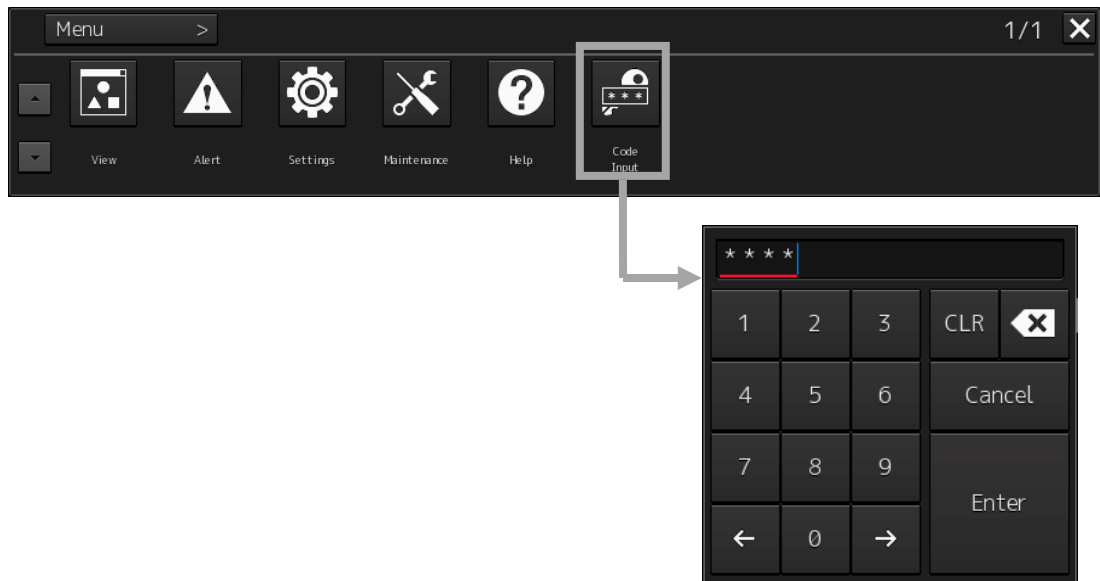 Menu > 1/1
***
View Alert Settings Maintenance Help Code
Input
* * * *
1 2 3 CLR
4 5 6 Cancel
7 8 9
Enter
← 0 →